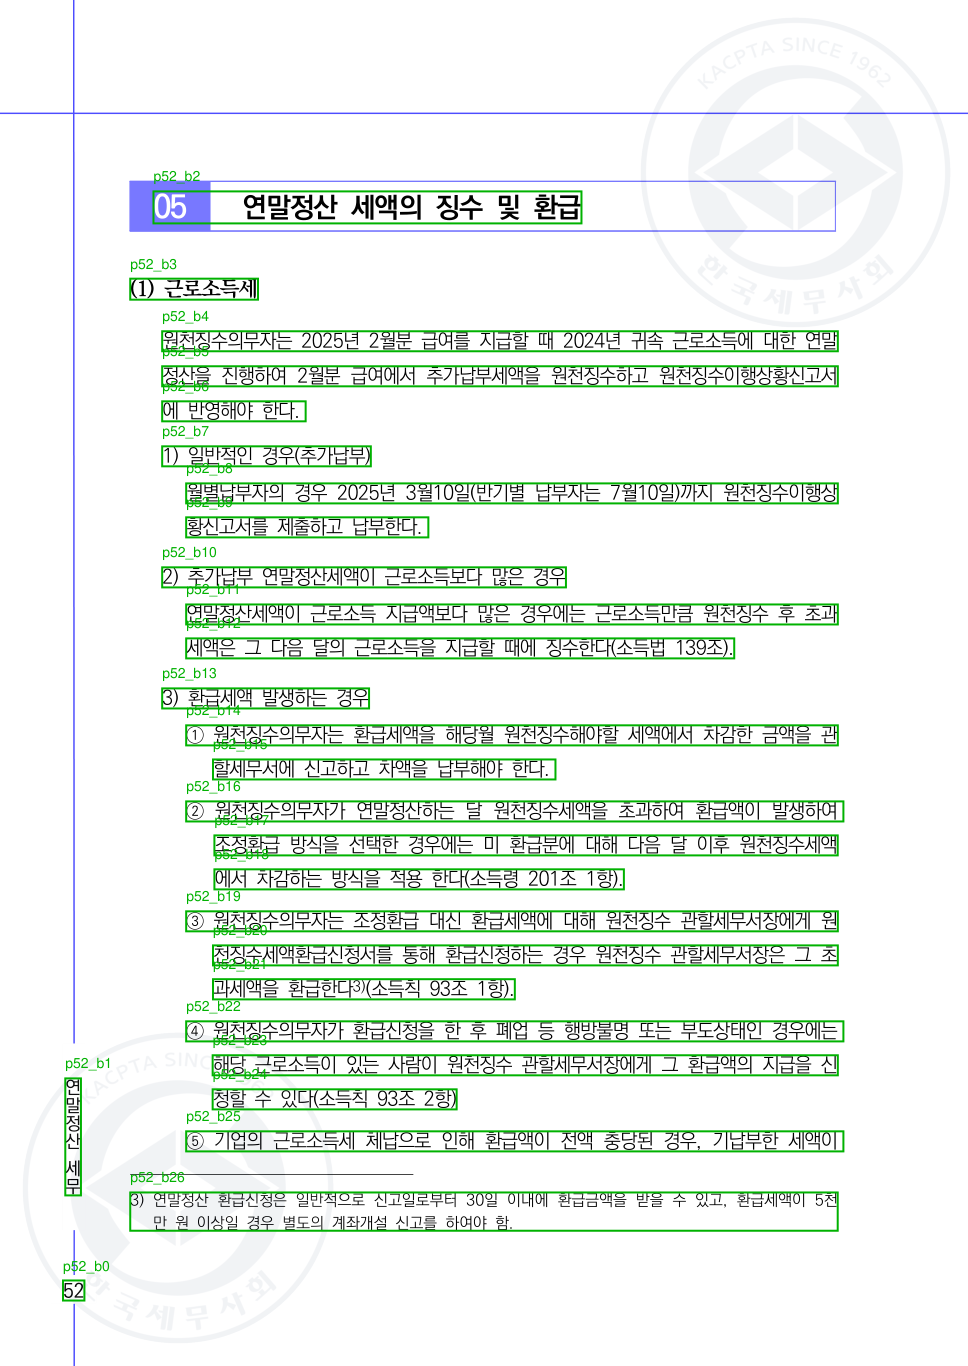 KACPTA SINCE 1962
한국세무사회
p52_b2
05 연말정산 세액의 징수 및 환급
p52_b3
(1) 근로소득세
p52_b4
원천징수의무자는 2025년 2월분 급여를 지급할 때 2024년 귀속 근로소득에 대한 연말
p52_b5
정산을 진행하여 2월분 급여에서 추가납부세액을 원천징수하고 원천징수이행상황신고서
p52_b6
에 반영해야 한다.
p52_b7
1) 일반적인 경우(추가납부)
p52_b8
월별납부자의 경우 2025년 3월10일(반기별 납부자는 7월10일)까지 원천징수이행상
p52_b9
황신고서를 제출하고 납부한다.
p52_b10
2) 추가납부 연말정산세액이 근로소득보다 많은 경우
p52_b11
연말정산세액이 근로소득 지급액보다 많은 경우에는 근로소득만큼 원천징수 후 초과
p52_b12
세액은 그 다음 달의 근로소득을 지급할 때에 징수한다(소득법 139조).
p52_b13
3) 환급세액 발생하는 경우
p52_b14
① 원천징수의무자는 환급세액을 해당월 원천징수해야할 세액에서 차감한 금액을 관
p52_b15
할세무서에 신고하고 차액을 납부해야 한다.
p52_b16
② 원천징수의무자가 연말정산하는 달 원천징수세액을 초과하여 환급액이 발생하여
p52_b17
조정환급 방식을 선택한 경우에는 미 환급분에 대해 다음 달 이후 원천징수세액
p52_b18
에서 차감하는 방식을 적용 한다(소득령 201조 1항).
p52_b19
③ 원천징수의무자는 조정환급 대신 환급세액에 대해 원천징수 관할세무서장에게 원
p52_b20
천징수세액환급신청서를 통해 환급신청하는 경우 원천징수 관할세무서장은 그 초
p52_b21
과세액을 환급한다3)(소득칙 93조 1항).
p52_b22
④ 원천징수의무자가 환급신청을 한 후 폐업 등 행방불명 또는 부도상태인 경우에는
p52_b23
해당 근로소득이 있는 사람이 원천징수 관할세무서장에게 그 환급액의 지급을 신
p52_b24
청할 수 있다(소득칙 93조 2항)
p52_b25
⑤ 기업의 근로소득세 체납으로 인해 환급액이 전액 충당된 경우, 기납부한 세액이
p52_b26
3) 연말정산 환급신청은 일반적으로 신고일로부터 30일 이내에 환급금액을 받을 수 있고, 환급세액이 5천
만 원 이상일 경우 별도의 계좌개설 신고를 하여야 함.
p52_b1
연말정산 세무
p52_b0
52
KACPTA SINC
한국세무사회